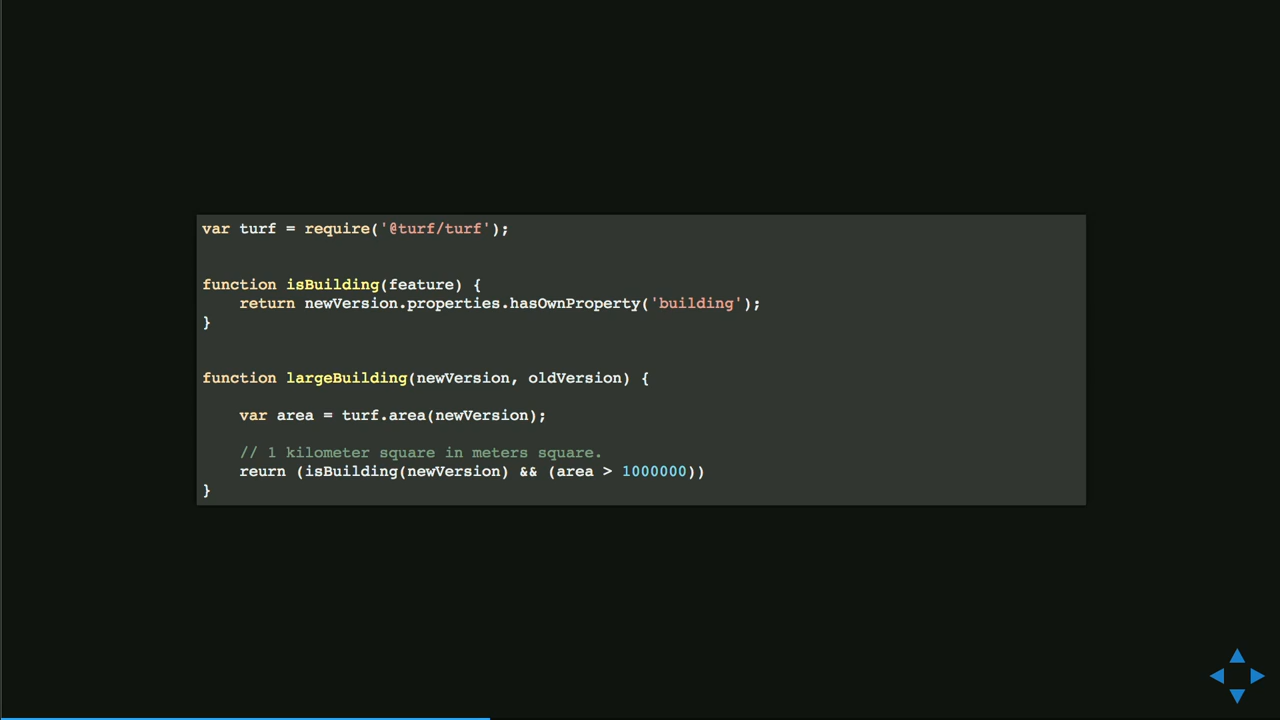 var turf = require('@turf/turf');
function isBuilding(feature) {
return newVersion.properties.hasOwnProperty('building');
}
function largeBuilding(newVersion, oldVersion) {
var area = turf.area(newVersion);
// 1 kilometer square in meters square.
reurn (isBuilding(newVersion) && (area > 1000000))
}